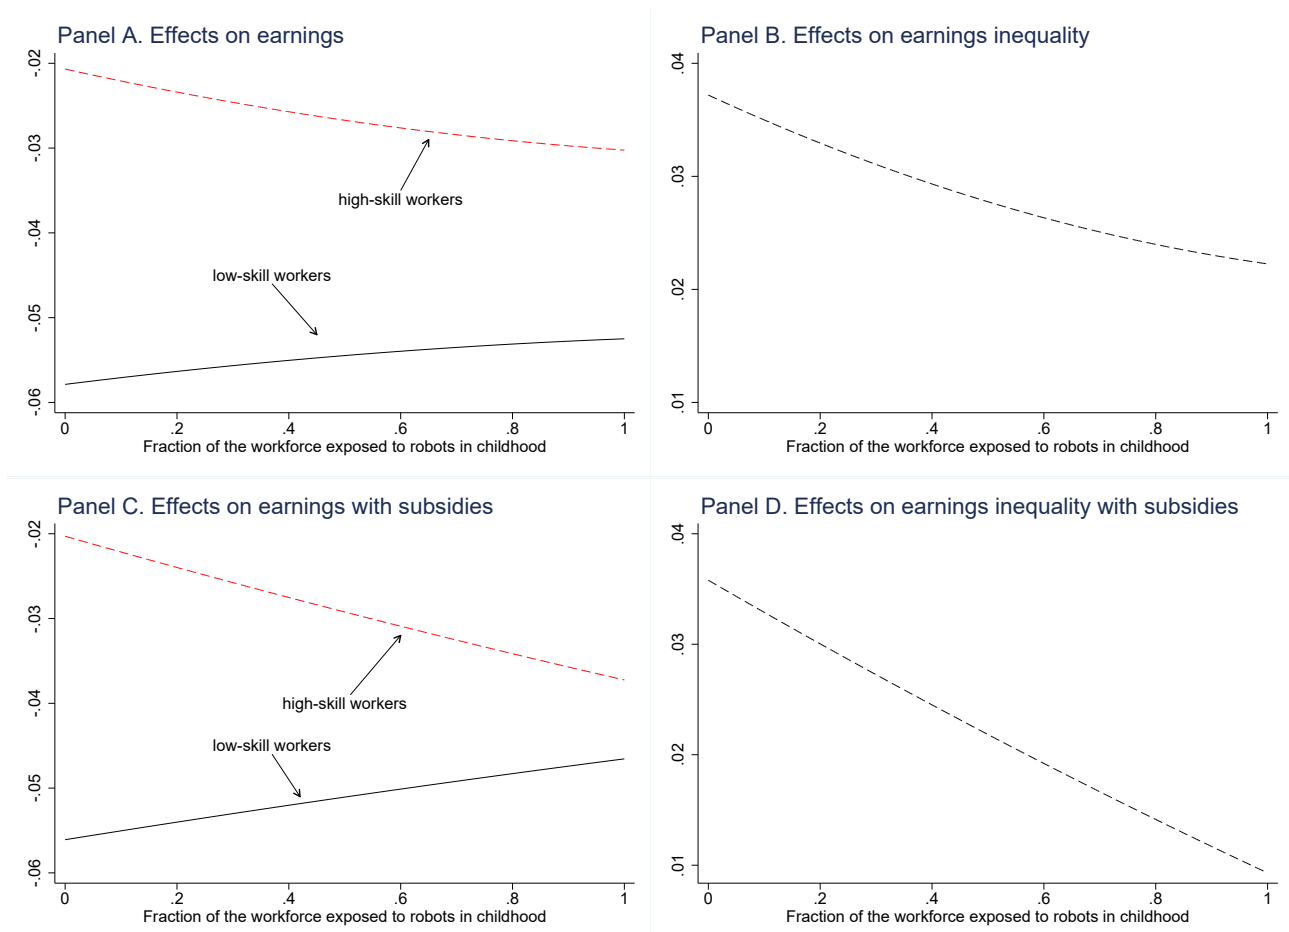 Panel A. Effects on earnings
-.02
-.03
-.04
-.05
-.06
high-skill workers
low-skill workers
0 .2 .4 .6 .8 1
Fraction of the workforce exposed to robots in childhood
Panel B. Effects on earnings inequality
.04
.03
.02
.01
0 .2 .4 .6 .8 1
Fraction of the workforce exposed to robots in childhood
Panel C. Effects on earnings with subsidies
-.02
-.03
-.04
-.05
-.06
high-skill workers
low-skill workers
0 .2 .4 .6 .8 1
Fraction of the workforce exposed to robots in childhood
Panel D. Effects on earnings inequality with subsidies
.04
.03
.02
.01
0 .2 .4 .6 .8 1
Fraction of the workforce exposed to robots in childhood